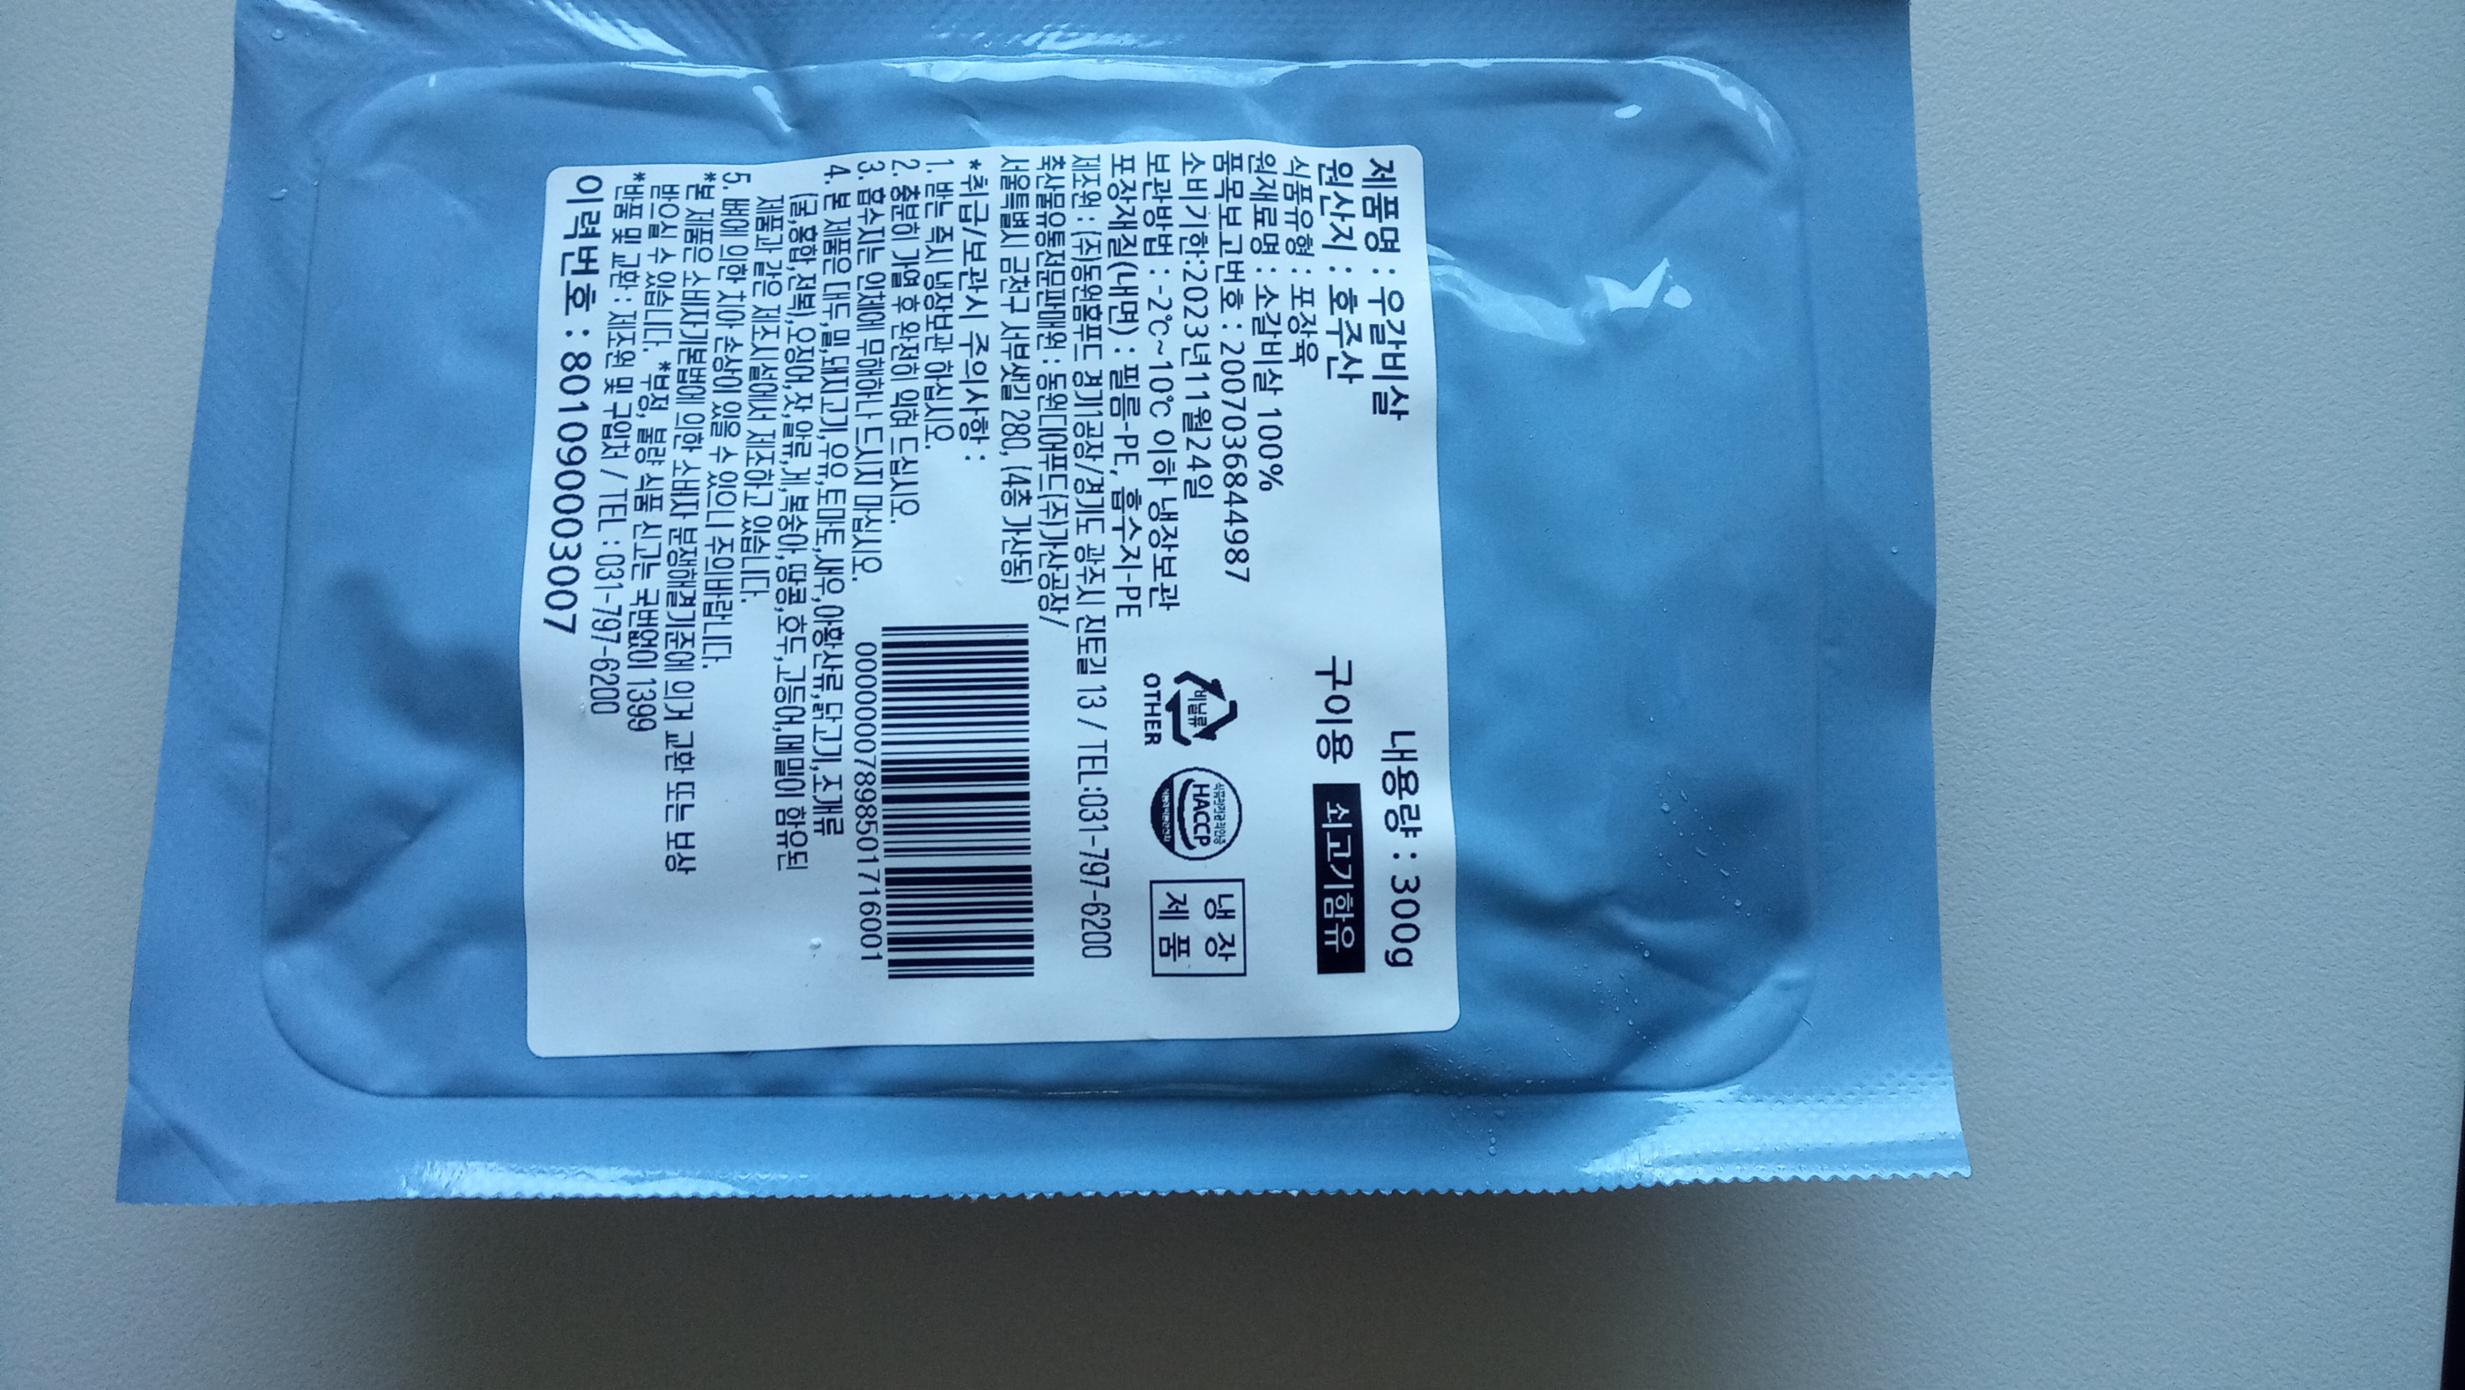 제품명 : 우갈비살
내용량 : 300g
원산지 : 호주산
구이용 쇠고기함유
식품유형 : 포장육
원재료명 : 소갈비살 100%
품목보고번호 : 2007036844987
소비기한:2023년11월24일
보관방법 : -2℃~10℃ 이하 냉장보관
포장재질(내면) : 필름-PE, 흡수지-PE
비닐류
OTHER
HACCP
냉장
제품
제조원 : (주)동원홈푸드 경기1공장/경기도 광주시 진토길 13 / TEL:031-797-6200
축산물유통전문판매원 : 동원디어푸드(주)가산공장/
서울특별시 금천구 서부샛길 280, (4층 가산동)
*취급/보관시 주의사항 :
1. 받는 즉시 냉장보관 하십시오.
2. 충분히 가열 후 완전히 익혀 드십시오.
3. 흡수지는 인체에 무해하나 드시지 마십시오.
4. 본 제품은 대두,밀,돼지고기,우유,토마토,새우,아황산류,닭고기,조개류
(굴,홍합,전복),오징어,잣,알류,게,복숭아,땅콩,호두,고등어,메밀이 함유된
제품과 같은 제조시설에서 제조하고 있습니다.
5. 뼈에 의한 치아 손상이 있을 수 있으니 주의바랍니다.
*본 제품은 소비자기본법에 의한 소비자 분쟁해결기준에 의거 교환 또는 보상
받으실 수 있습니다. *부정, 불량 식품 신고는 국번없이 1399
*반품 및 교환 : 제조원 및 구입처 / TEL : 031-797-6200
이력번호 : 801090003007
00000007898501716001